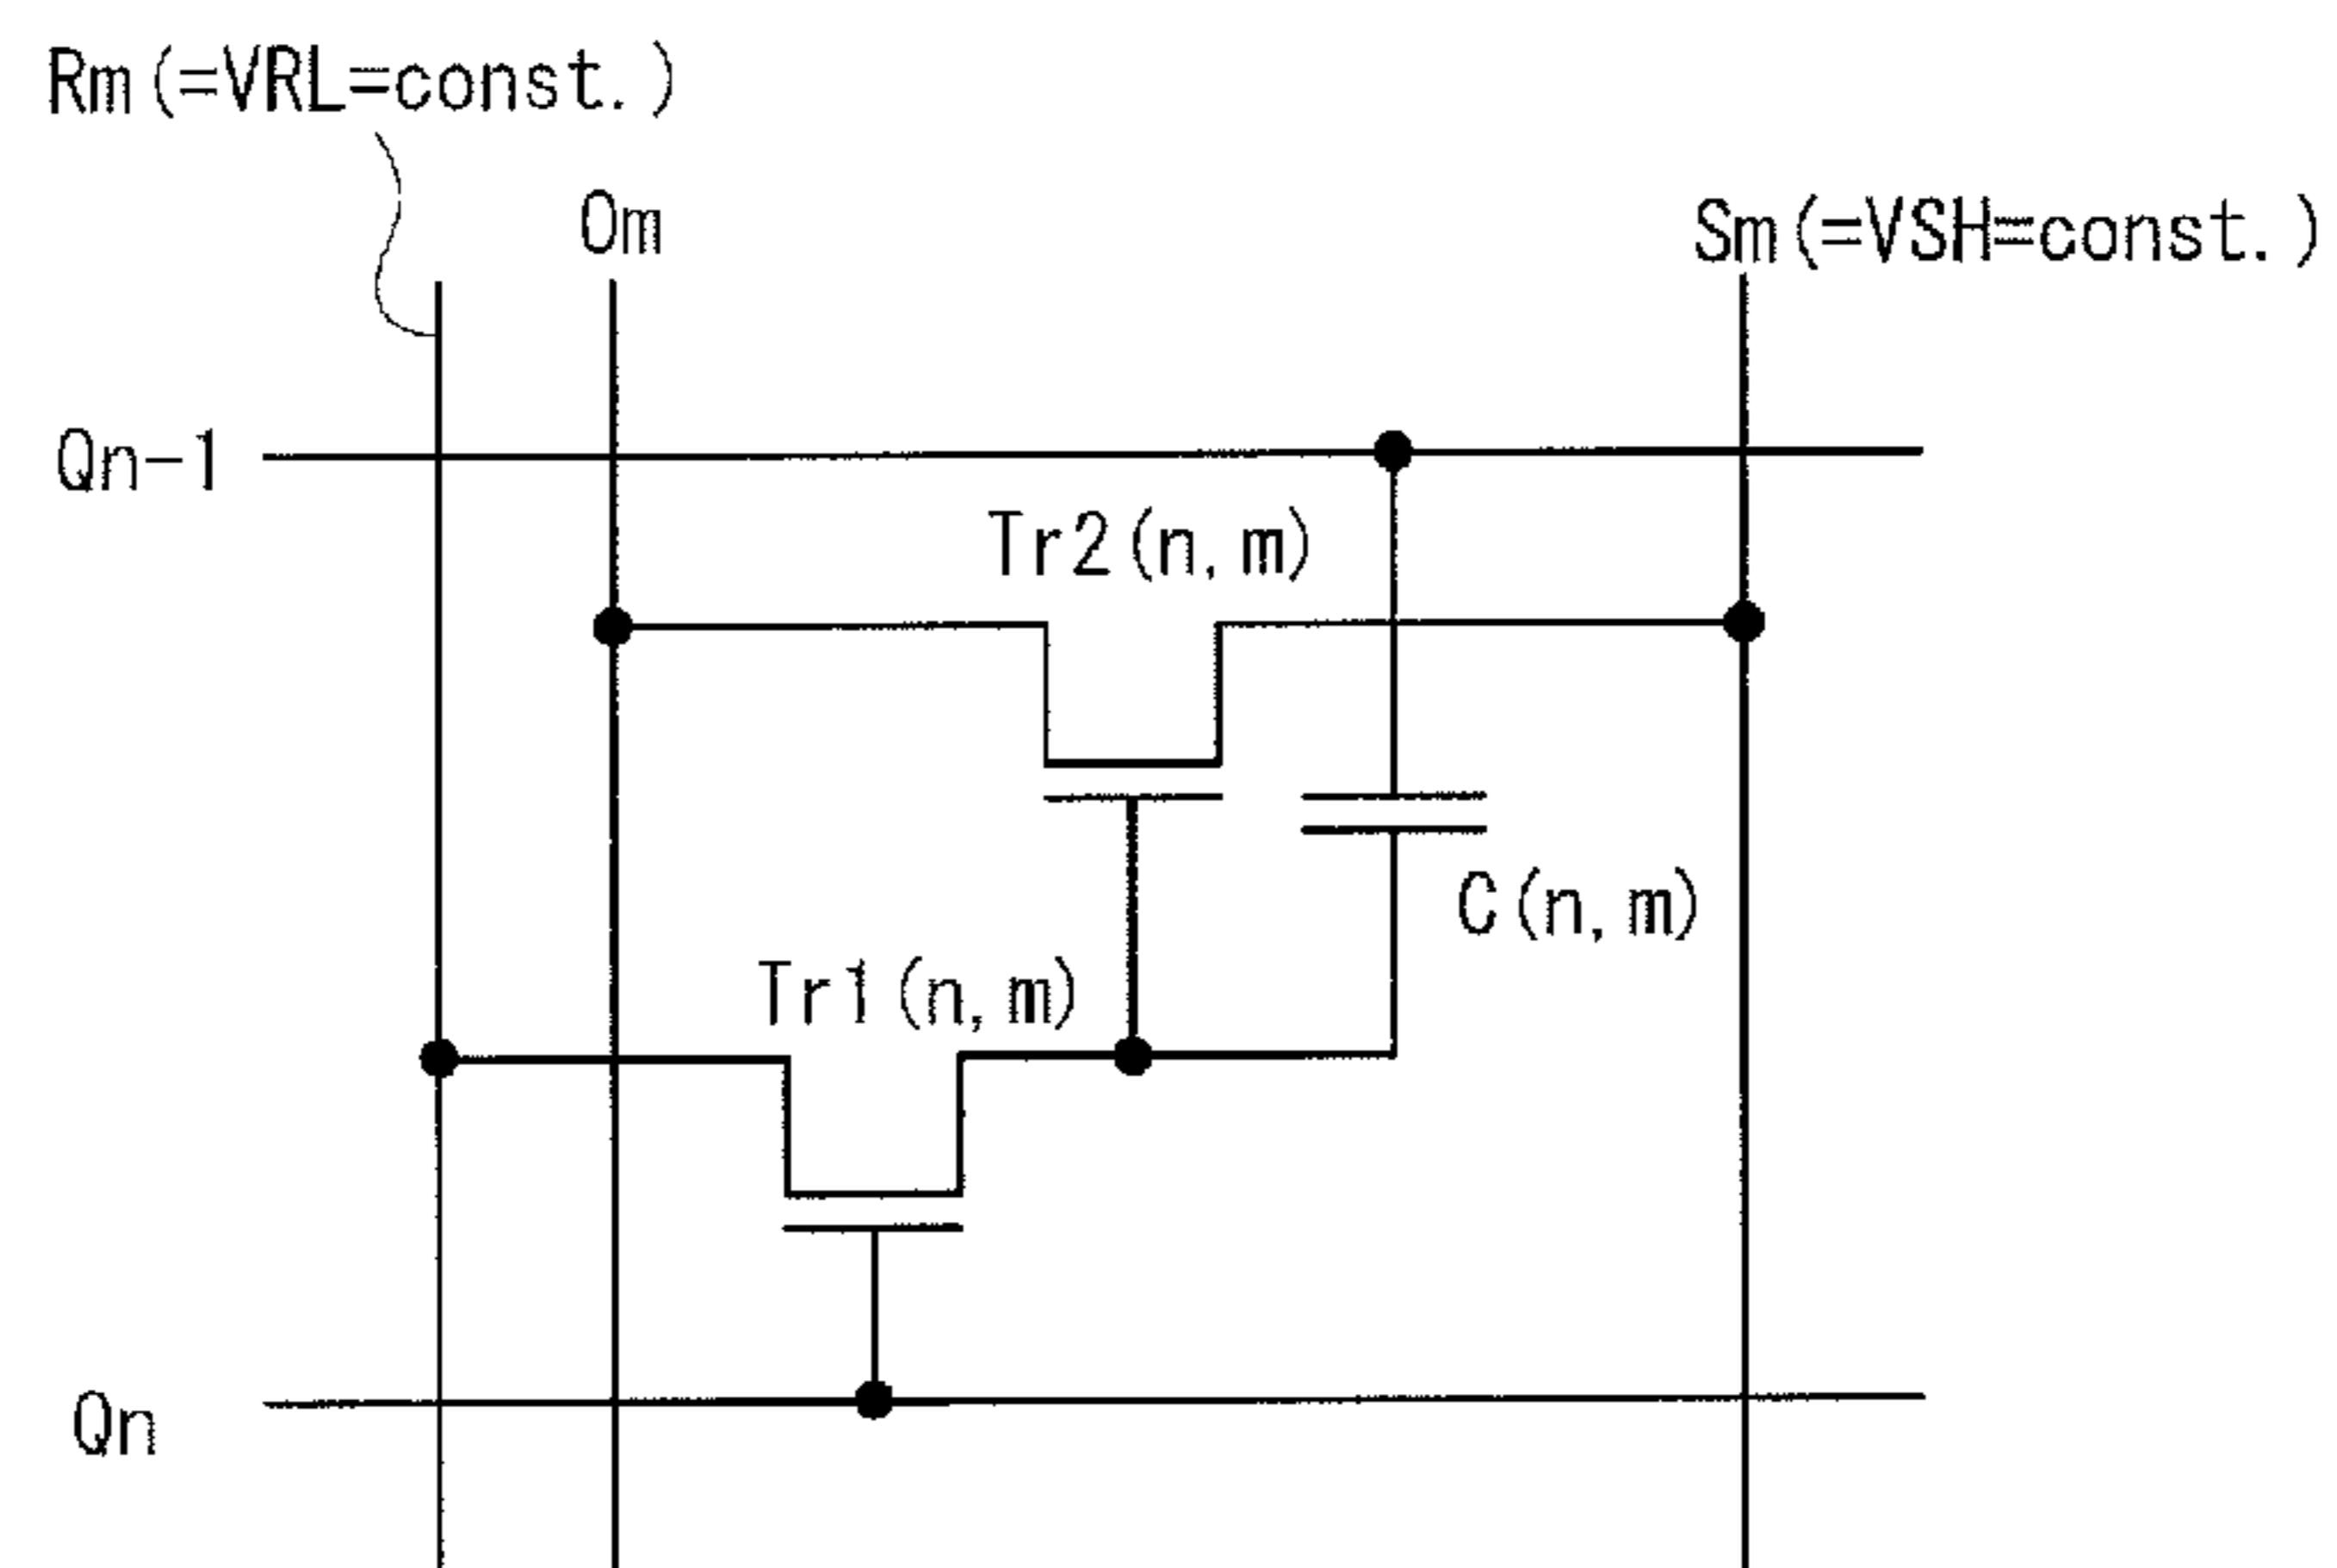 Rm(=VRL=const.)
Om
Sm(=VSH=const.)
Qn-1
Tr2(n,m)
C(n,m)
Tr1(n,m)
Qn